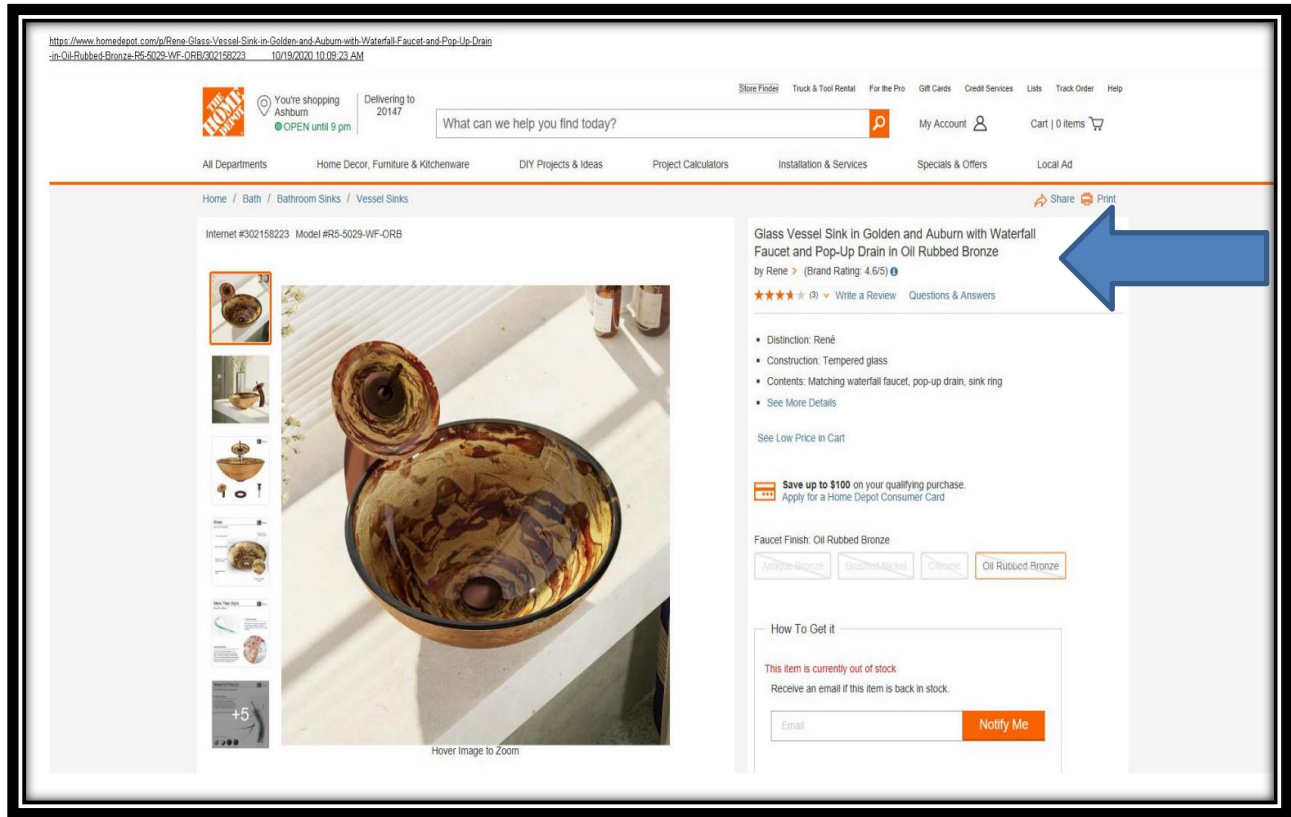 https://www.homedepot.com/p/Rene-Glass-Vessel-Sink-in-Golden-and-Auburn-with-Waterfall-Faucet-and-Pop-Up-Drain
-in-Oil-Rubbed-Bronze-R5-5029-WF-ORB/302158223 10/19/2020 10:09:23 AM
Store Finder Truck & Tool Rental For the Pro Gift Cards Credit Services Lists Track Order Help
THE HOME DEPOT
You're shopping
Ashburn
OPEN until 9 pm
Delivering to
20147
What can we help you find today?
My Account
Cart | 0 items
All Departments Home Decor, Furniture & Kitchenware DIY Projects & Ideas Project Calculators Installation & Services Specials & Offers Local Ad
Home / Bath / Bathroom Sinks / Vessel Sinks
Share Print
Internet #302158223 Model #R5-5029-WF-ORB
+5
Hover Image to Zoom
Glass Vessel Sink in Golden and Auburn with Waterfall
Faucet and Pop-Up Drain in Oil Rubbed Bronze
by Rene > (Brand Rating: 4.6/5)
(3) Write a Review Questions & Answers
▪ Distinction: René
▪ Construction: Tempered glass
▪ Contents: Matching waterfall faucet, pop-up drain, sink ring
▪ See More Details
See Low Price in Cart
Save up to $100 on your qualifying purchase.
Apply for a Home Depot Consumer Card
Faucet Finish: Oil Rubbed Bronze
Antique Bronze Brushed Nickel Chrome Oil Rubbed Bronze
How To Get it
This item is currently out of stock
Receive an email if this item is back in stock.
Email Notify Me